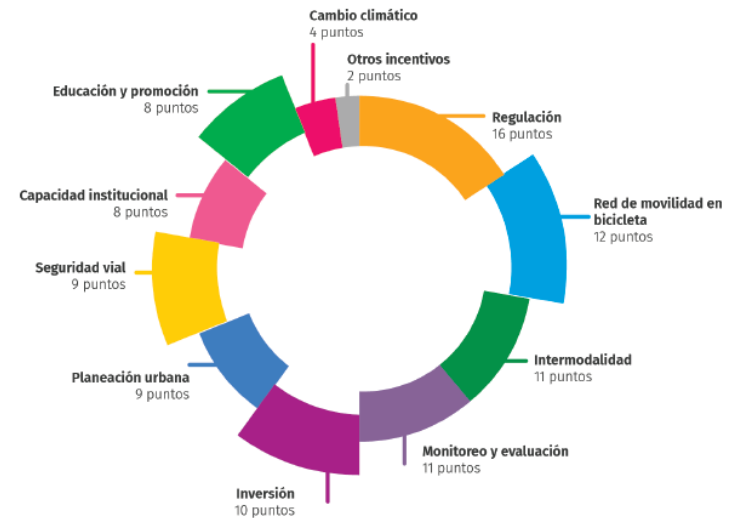 Cambio climático
4 puntos
Otros incentivos
2 puntos
Educación y promoción
8 puntos
Regulación
16 puntos
Capacidad institucional
8 puntos
Red de movilidad en
bicicleta
12 puntos
Seguridad vial
9 puntos
Intermodalidad
11 puntos
Planeación urbana
9 puntos
Monitoreo y evaluación
11 puntos
Inversión
10 puntos